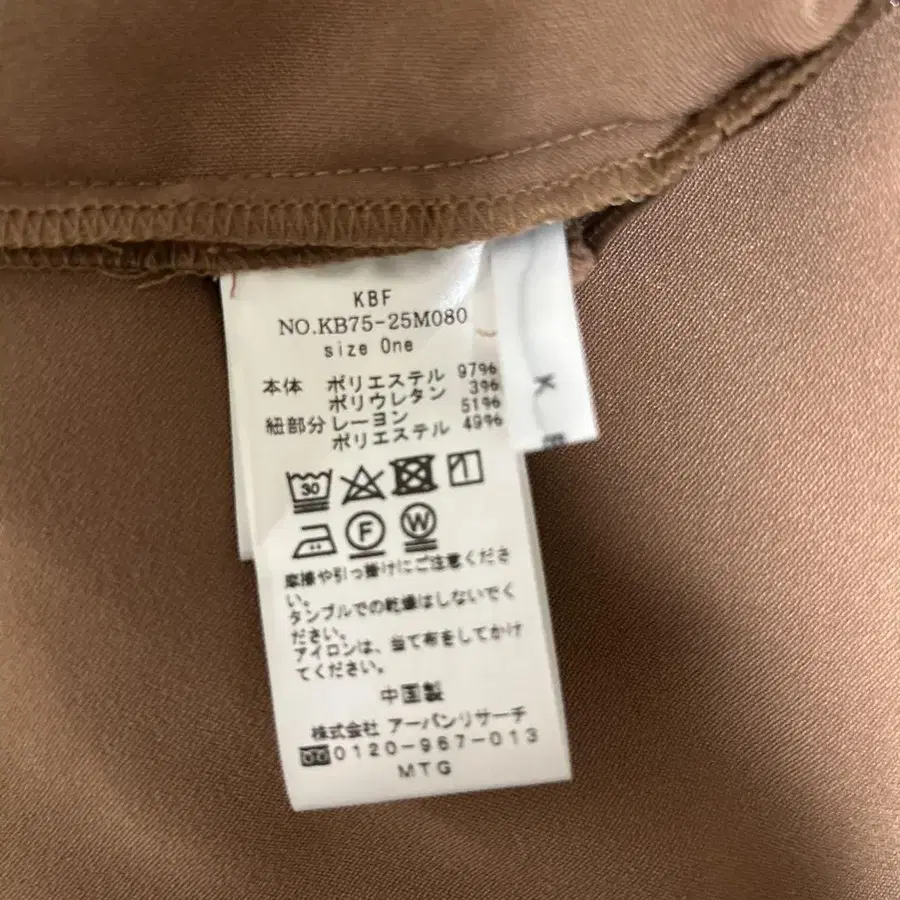 KBF
NO.KB75-25M080
size One
本体 ポリエステル 97%
ポリウレタン 3%
紐部分 レーヨン 51%
ポリエステル 49%
30
F
W
摩擦や引っ掛けにご注意くださ
い。
タンブルでの乾燥はしないでく
ださい。
アイロンは、当て布をしてかけ
てください。
中国製
株式会社 アーバンリサーチ
0120-967-013
MTG
K